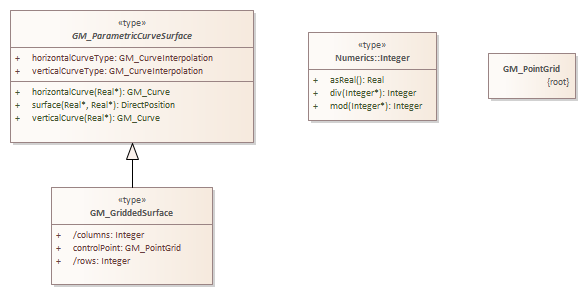 «type»
GM_ParametricCurveSurface
+ horizontalCurveType: GM_CurveInterpolation
+ verticalCurveType: GM_CurveInterpolation
+ horizontalCurve(Real*): GM_Curve
+ surface(Real*, Real*): DirectPosition
+ verticalCurve(Real*): GM_Curve
«type»
GM_GriddedSurface
+ /columns: Integer
+ controlPoint: GM_PointGrid
+ /rows: Integer
«type»
Numerics::Integer
+ asReal(): Real
+ div(Integer*): Integer
+ mod(Integer*): Integer
GM_PointGrid
{root}